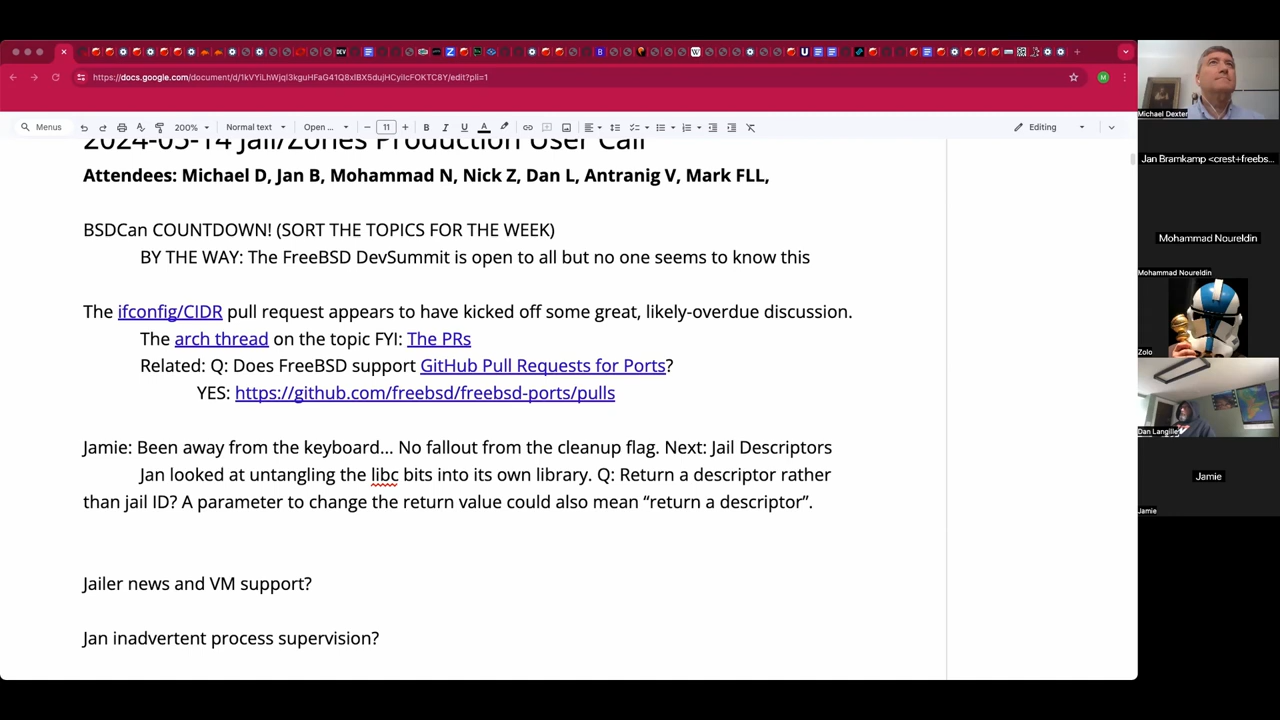 https://docs.google.com/document/d/1kVYiLhWjqI3kguHFaG41Q8xlBX5dujHCyiIcFOKTC8Y/edit?pli=1
M
Menus
200%
Normal text
Open ...
11
Editing
2024-05-14 Jail/Zones Production User Call
Attendees: Michael D, Jan B, Mohammad N, Nick Z, Dan L, Antranig V, Mark FLL,
BSDCan COUNTDOWN! (SORT THE TOPICS FOR THE WEEK)
BY THE WAY: The FreeBSD DevSummit is open to all but no one seems to know this
The ifconfig/CIDR pull request appears to have kicked off some great, likely-overdue discussion.
The arch thread on the topic FYI: The PRs
Related: Q: Does FreeBSD support GitHub Pull Requests for Ports?
YES: https://github.com/freebsd/freebsd-ports/pulls
Jamie: Been away from the keyboard... No fallout from the cleanup flag. Next: Jail Descriptors
Jan looked at untangling the libc bits into its own library. Q: Return a descriptor rather
than jail ID? A parameter to change the return value could also mean “return a descriptor”.
Jailer news and VM support?
Jan inadvertent process supervision?
Michael Dexter
Jan Bramkamp <crest+freebs...
Mohammad Noureldin
Mohammad Noureldin
Zolo
Dan Langille
Jamie
Jamie